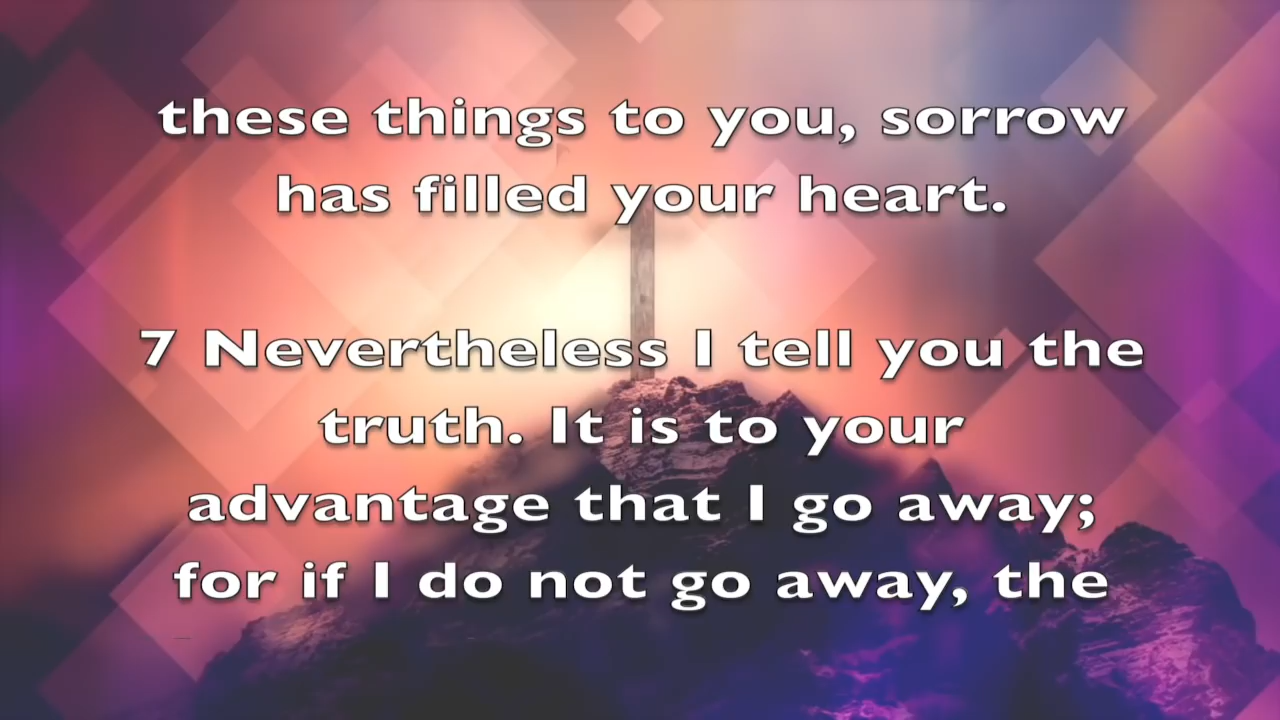 these things to you, sorrow
has filled your heart.
7 Nevertheless I tell you the
truth. It is to your
advantage that I go away;
for if I do not go away, the